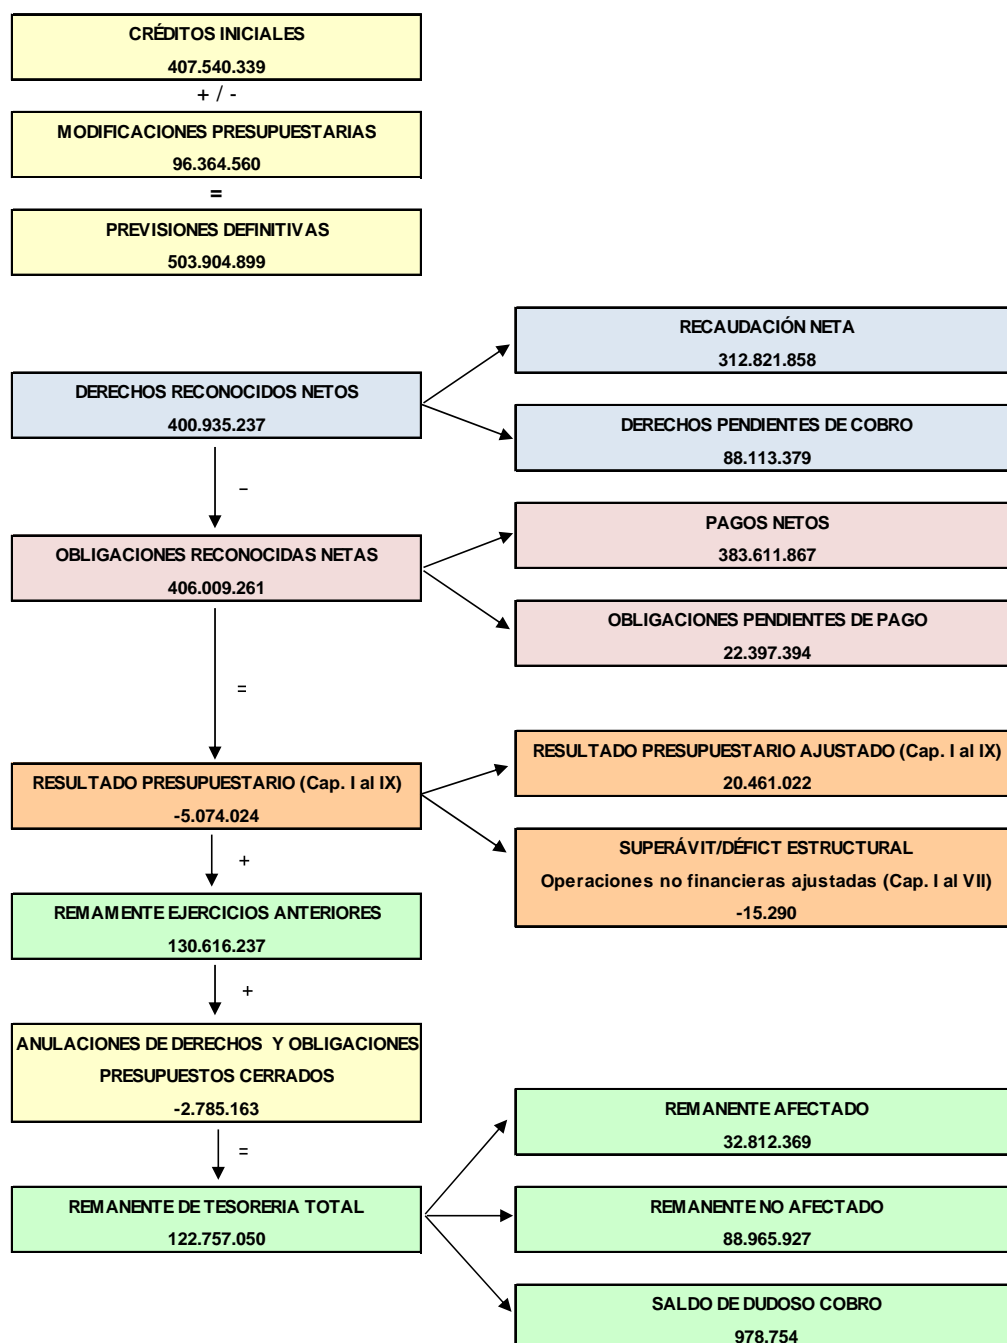 CRÉDITOS INICIALES
407.540.339
+ / -
MODIFICACIONES PRESUPUESTARIAS
96.364.560
=
PREVISIONES DEFINITIVAS
503.904.899
RECAUDACIÓN NETA
312.821.858
DERECHOS RECONOCIDOS NETOS
400.935.237
DERECHOS PENDIENTES DE COBRO
88.113.379
-
PAGOS NETOS
383.611.867
OBLIGACIONES RECONOCIDAS NETAS
406.009.261
OBLIGACIONES PENDIENTES DE PAGO
22.397.394
=
RESULTADO PRESUPUESTARIO AJUSTADO (Cap. I al IX)
20.461.022
RESULTADO PRESUPUESTARIO (Cap. I al IX)
-5.074.024
SUPERÁVIT/DÉFICT ESTRUCTURAL
Operaciones no financieras ajustadas (Cap. I al VII)
-15.290
+
REMAMENTE EJERCICIOS ANTERIORES
130.616.237
+
ANULACIONES DE DERECHOS Y OBLIGACIONES
PRESUPUESTOS CERRADOS
-2.785.163
REMANENTE AFECTADO
32.812.369
=
REMANENTE DE TESORERIA TOTAL
122.757.050
REMANENTE NO AFECTADO
88.965.927
SALDO DE DUDOSO COBRO
978.754